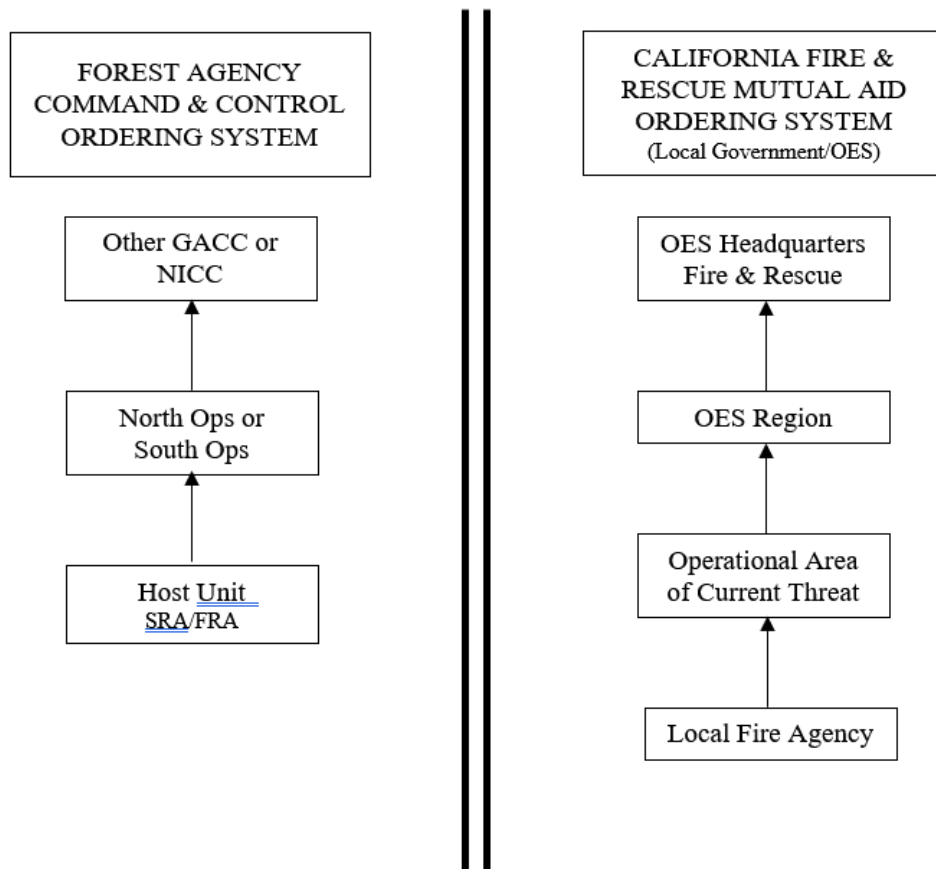 FOREST AGENCY
COMMAND & CONTROL
ORDERING SYSTEM
Other GACC or
NICC
North Ops or
South Ops
Host Unit
SRA/FRA
CALIFORNIA FIRE &
RESCUE MUTUAL AID
ORDERING SYSTEM
(Local Government/OES)
OES Headquarters
Fire & Rescue
OES Region
Operational Area
of Current Threat
Local Fire Agency